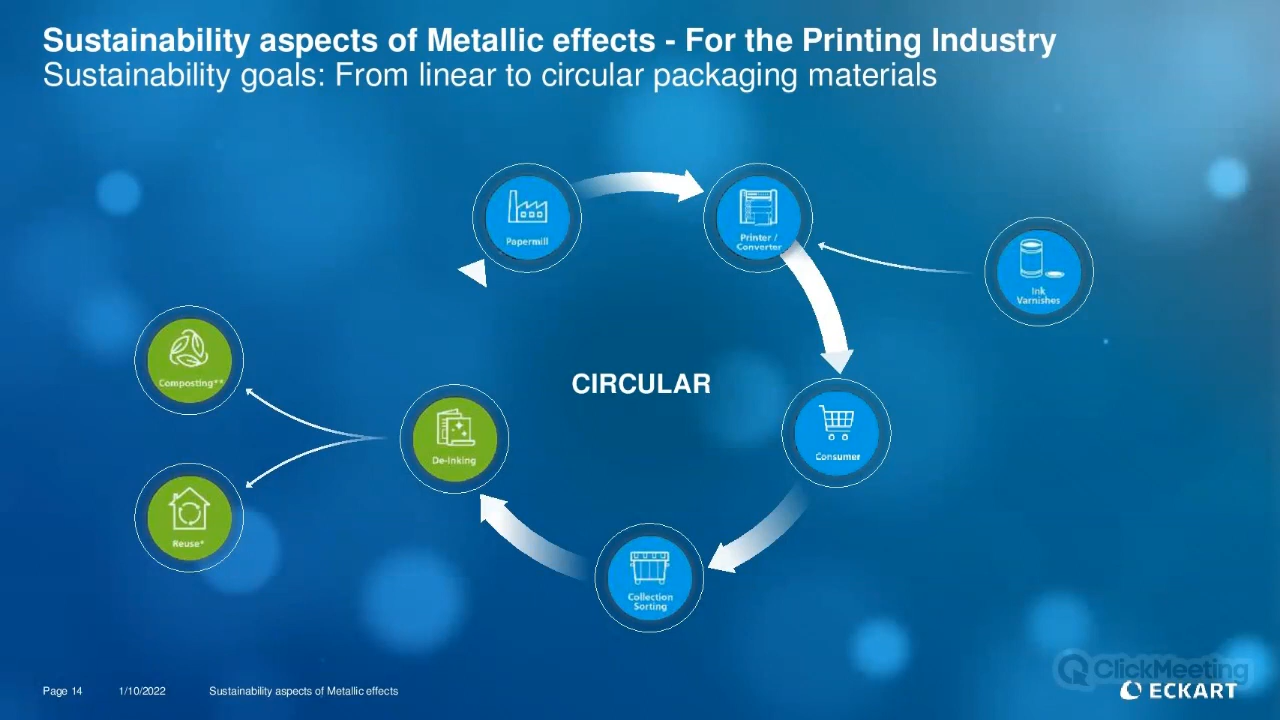 Sustainability aspects of Metallic effects - For the Printing Industry
Sustainability goals: From linear to circular packaging materials
Papermill
Printer /
Converter
Ink
Varnishes
Composting**
CIRCULAR
De-Inking
Consumer
Reuse*
Collection
Sorting
ClickMeeting
Page 14 1/10/2022 Sustainability aspects of Metallic effects
ECKART